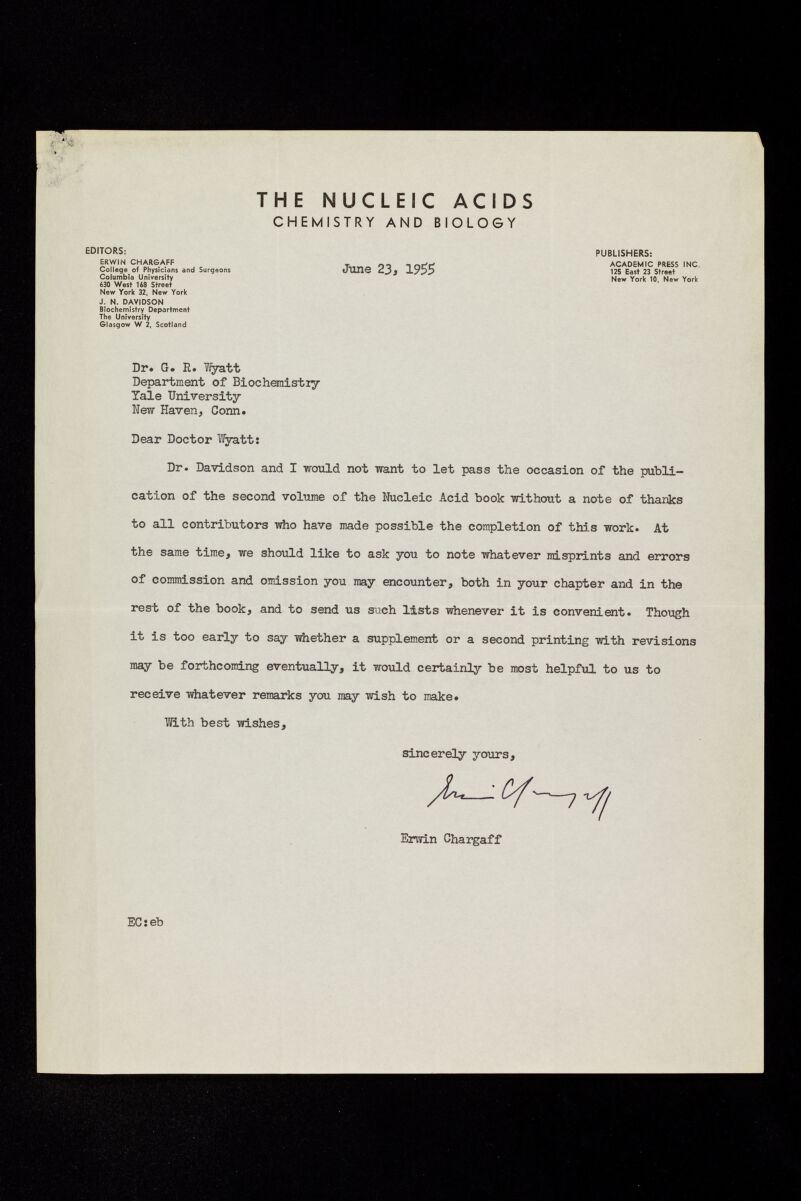 THE NUCLEIC ACIDS
CHEMISTRY AND BIOLOGY
EDITORS:
ERWIN CHARGAFF
College of Physicians and Surgeons
Columbia University
630 West 168 Street
New York 32, New York
J. N. DAVIDSON
Biochemistry Department
The University
Glasgow W 2, Scotland
June 23, 1955
PUBLISHERS:
ACADEMIC PRESS INC.
125 East 23 Street
New York 10, New York
Dr. G. R. Wyatt
Department of Biochemistry
Yale University
New Haven, Conn.
Dear Doctor Wyatt:
Dr. Davidson and I would not want to let pass the occasion of the publi-
cation of the second volume of the Nucleic Acid book without a note of thanks
to all contributors who have made possible the completion of this work. At
the same time, we should like to ask you to note whatever misprints and errors
of commission and omission you may encounter, both in your chapter and in the
rest of the book, and to send us such lists whenever it is convenient. Though
it is too early to say whether a supplement or a second printing with revisions
may be forthcoming eventually, it would certainly be most helpful to us to
receive whatever remarks you may wish to make.
With best wishes,
sincerely yours,
Erwin Chargaff
Erwin Chargaff
EC:eb